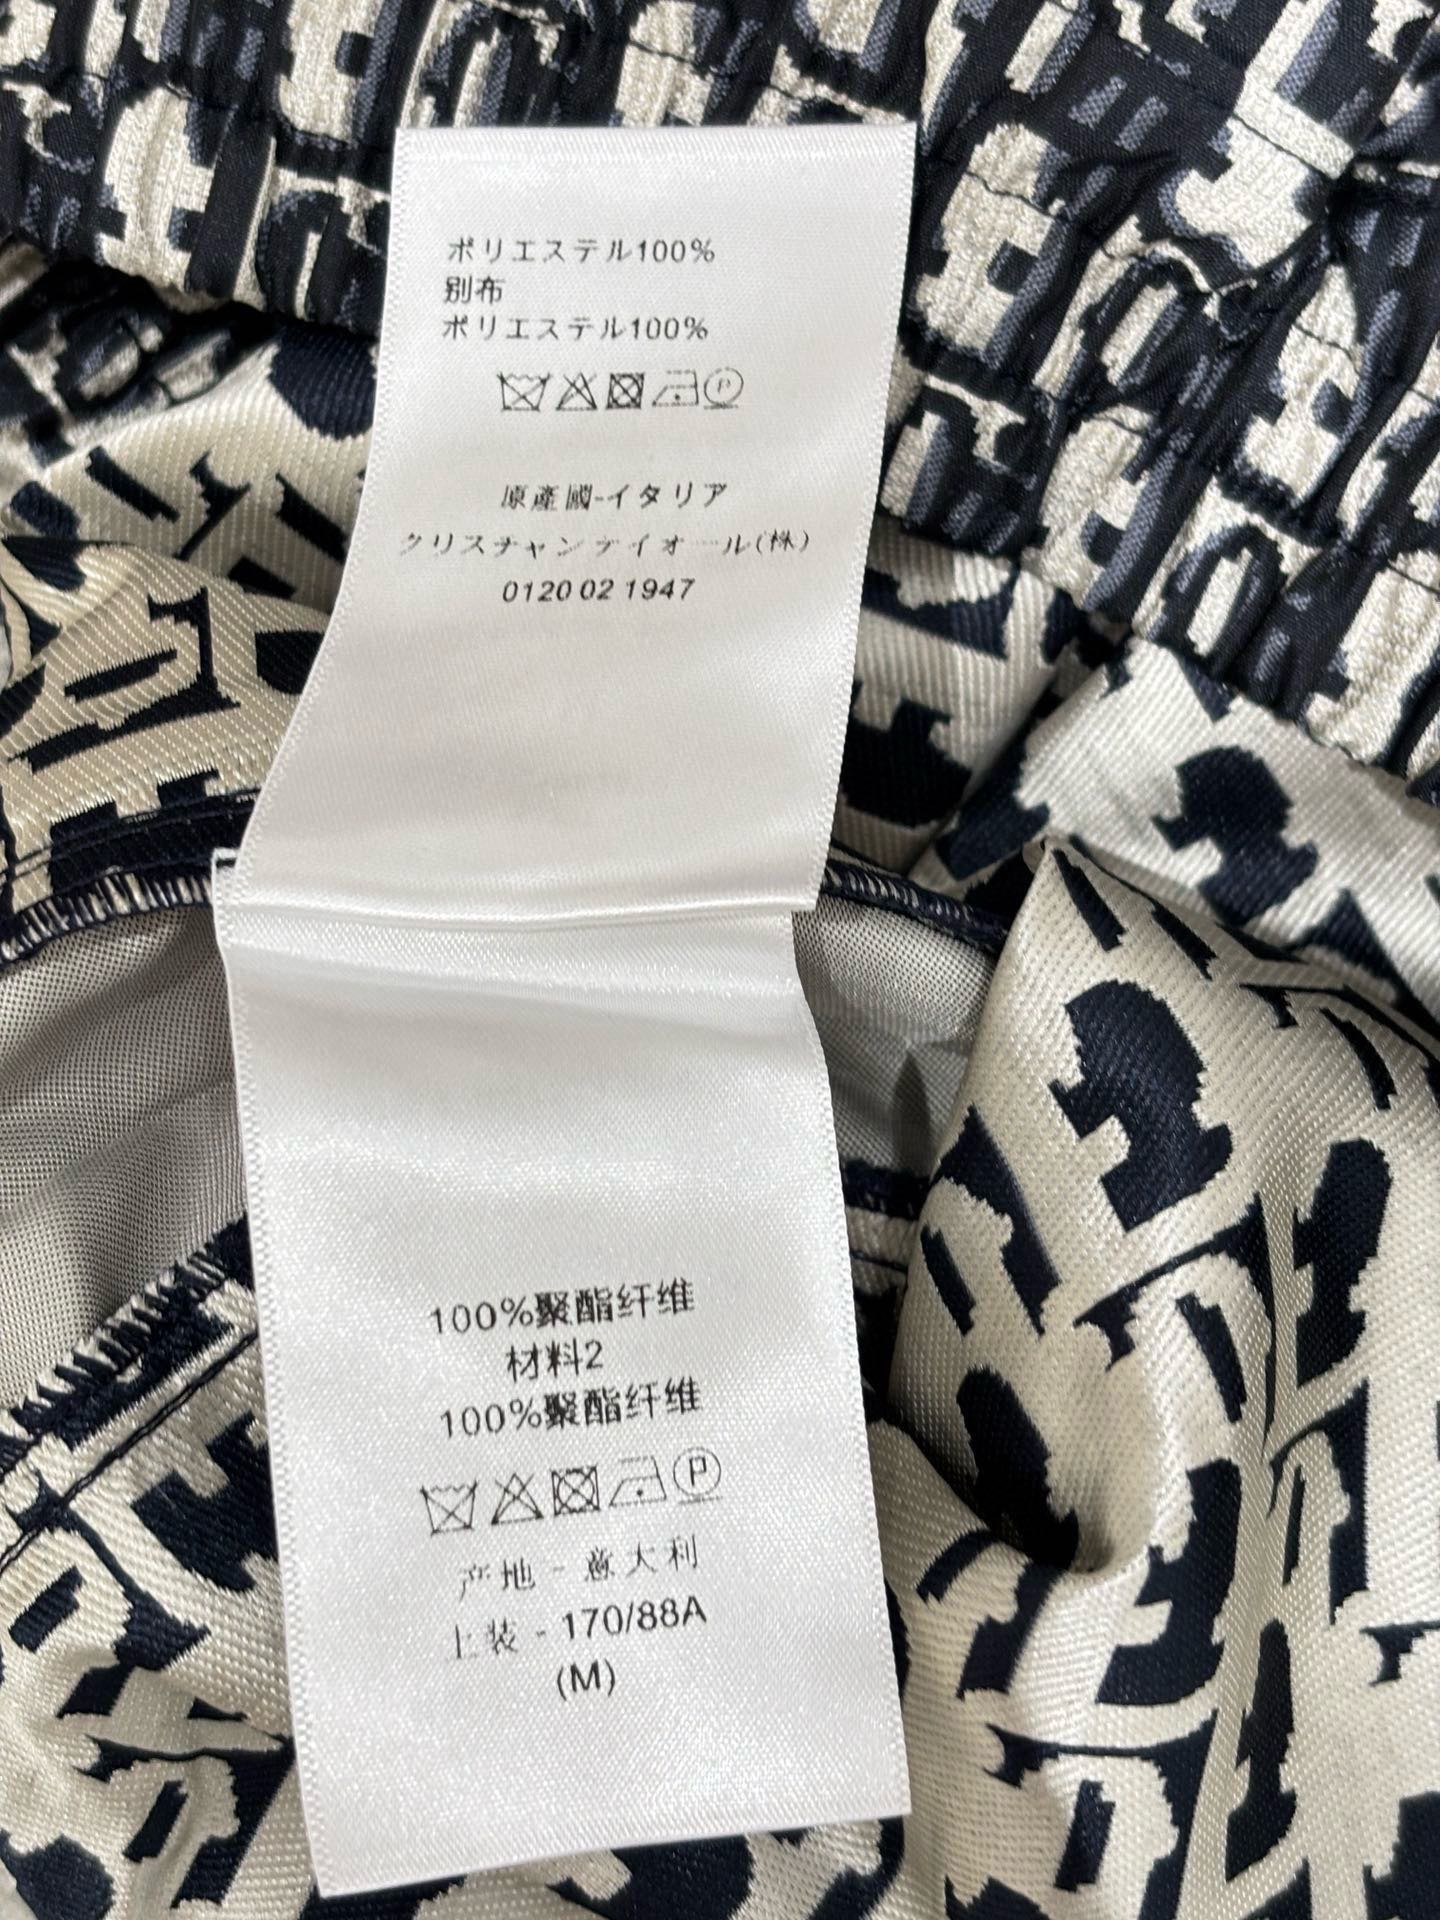 ポリエステル100%
別布
ポリエステル100%
P
原産國-イタリア
クリスチャン ディオール(株)
0120 02 1947
100%聚酯纤维
材料2
100%聚酯纤维
P
产地 - 意大利
上装 - 170/88A
(M)